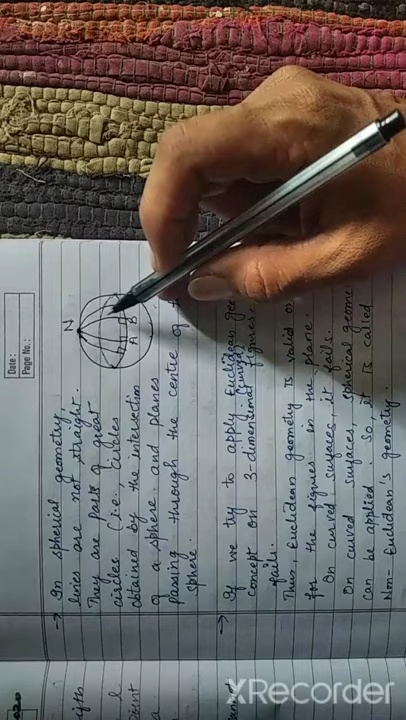 Date :
Page No.:
N
A B
→ In spherical geometry,
lines are not straight.
They are parts of great
circles (i.e., circles
obtained by the intersection
of a sphere and planes
passing through the centre of
sphere.
→ If we try to apply Euclidean geo
concept on 3-dimensional (curved) figures.
fails.
Thus, Euclidean geometry is valid o
for the figures in the plane.
On curved surfaces, it fails.
On curved surfaces, spherical geome
can be applied. So, it is called
Non-Euclidean's geometry.
2020
XRecorder